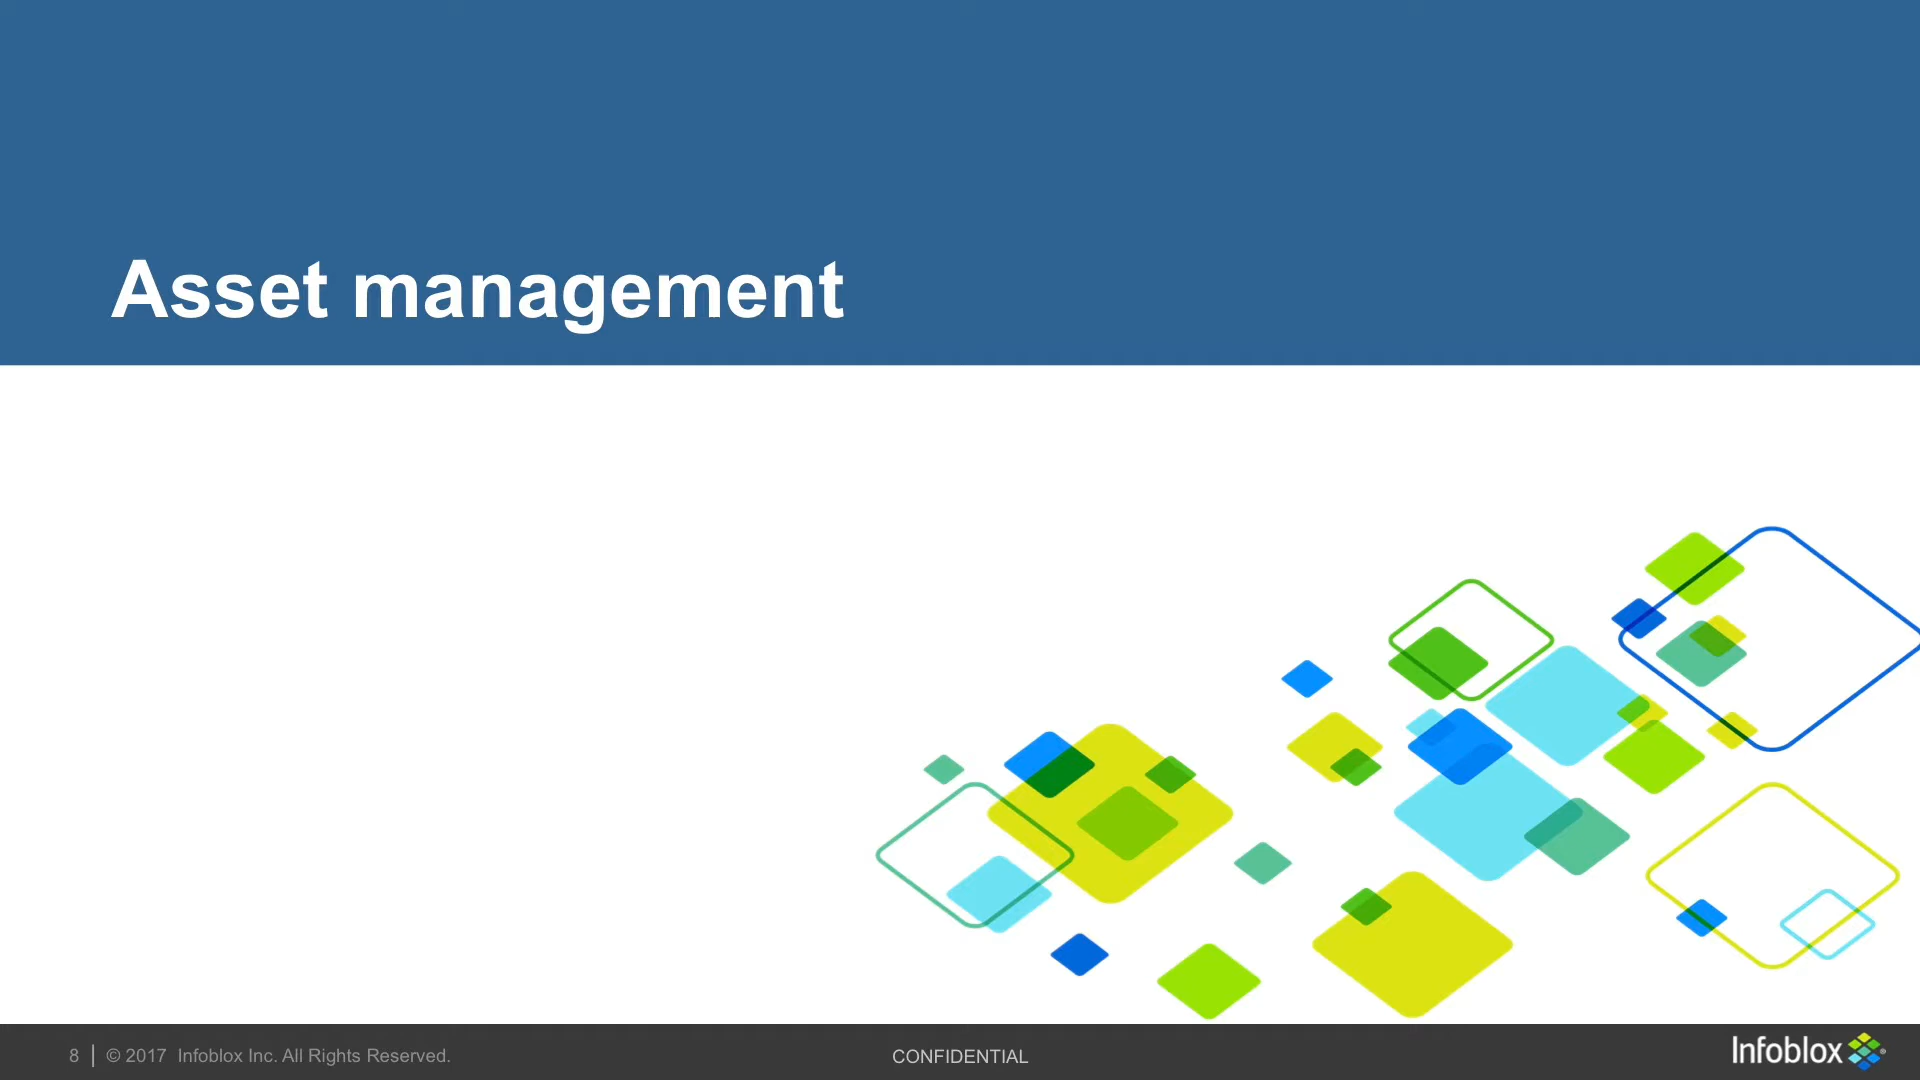 Asset management
8 | © 2017 Infoblox Inc. All Rights Reserved.
CONFIDENTIAL
Infoblox ®